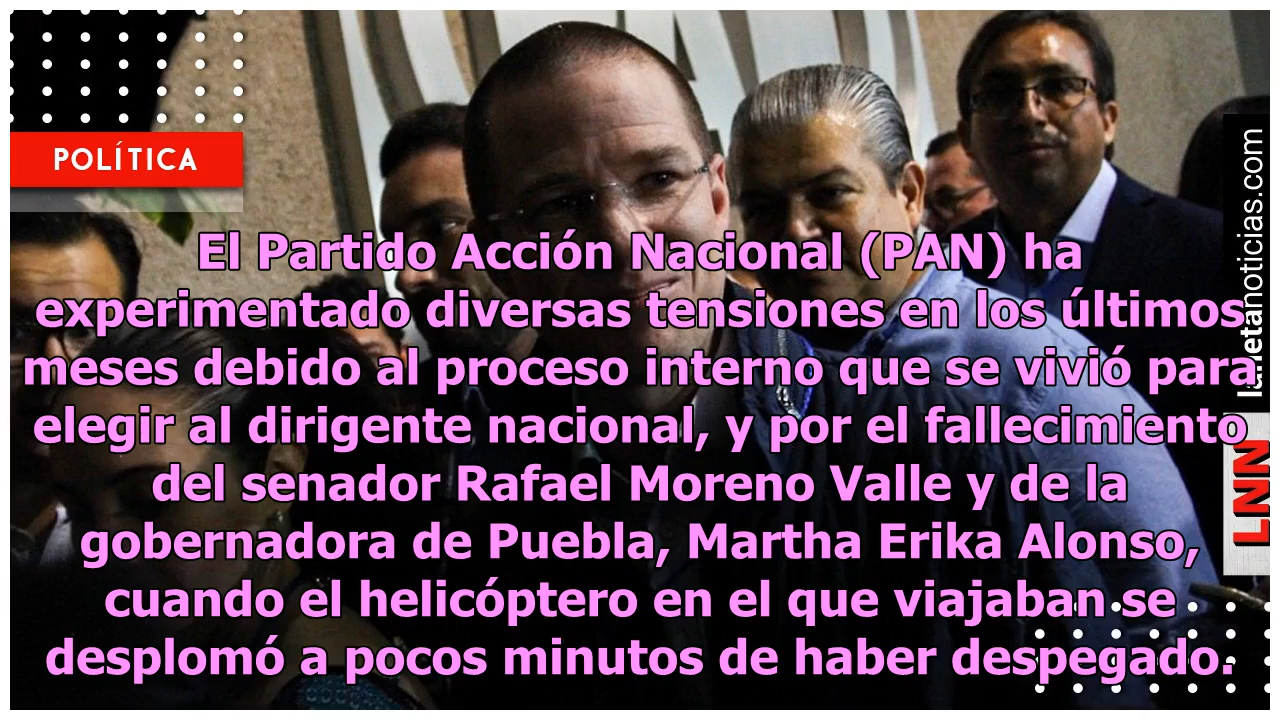 POLÍTICA
El Partido Acción Nacional (PAN) ha
experimentado diversas tensiones en los últimos
meses debido al proceso interno que se vivió para
elegir al dirigente nacional, y por el fallecimiento
del senador Rafael Moreno Valle y de la
gobernadora de Puebla, Martha Erika Alonso,
cuando el helicóptero en el que viajaban se
desplomó a pocos minutos de haber despegado.
lanetanoticias.com
LNN